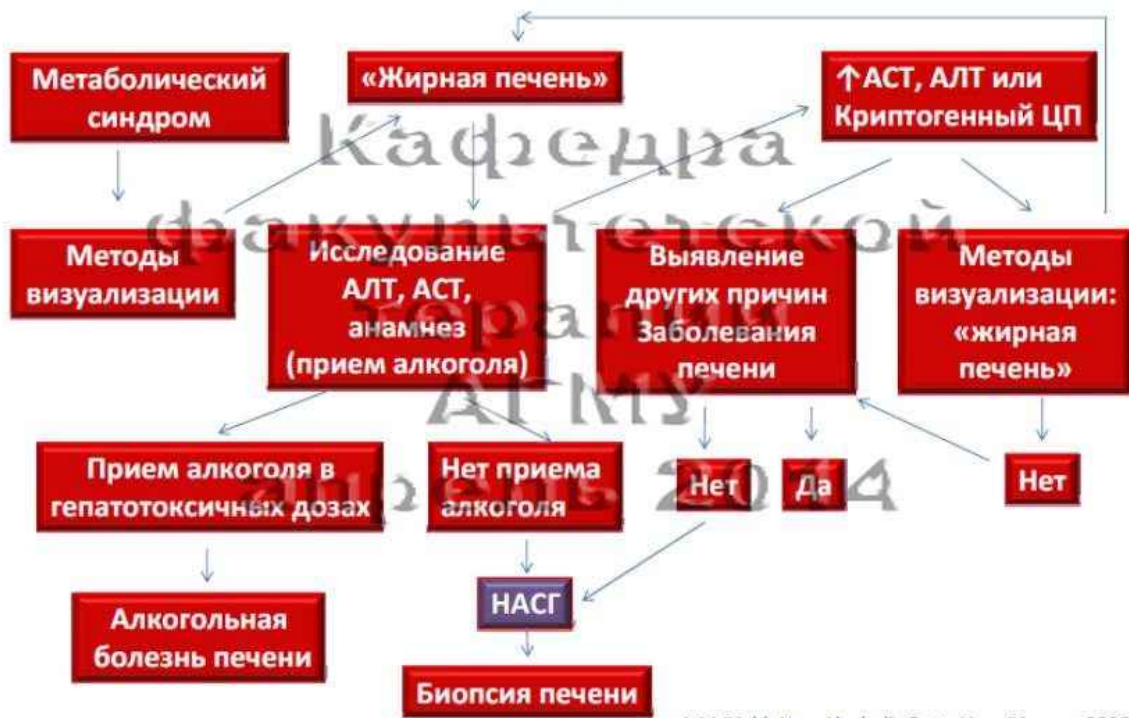 Метаболический
синдром
«Жирная печень»
↑АСТ, АЛТ или
Криптогенный ЦП
Методы
визуализации
Исследование
АЛТ, АСТ,
анамнез
(прием алкоголя)
Выявление
других причин
Заболевания
печени
Методы
визуализации:
«жирная
печень»
Прием алкоголя в
гепатотоксичных дозах
Нет приема
алкоголя
Нет
Да
Нет
Алкогольная
болезнь печени
НАСГ
Биопсия печени
Кафедра
факультетской
терапии
АГМУ
апрель 2014